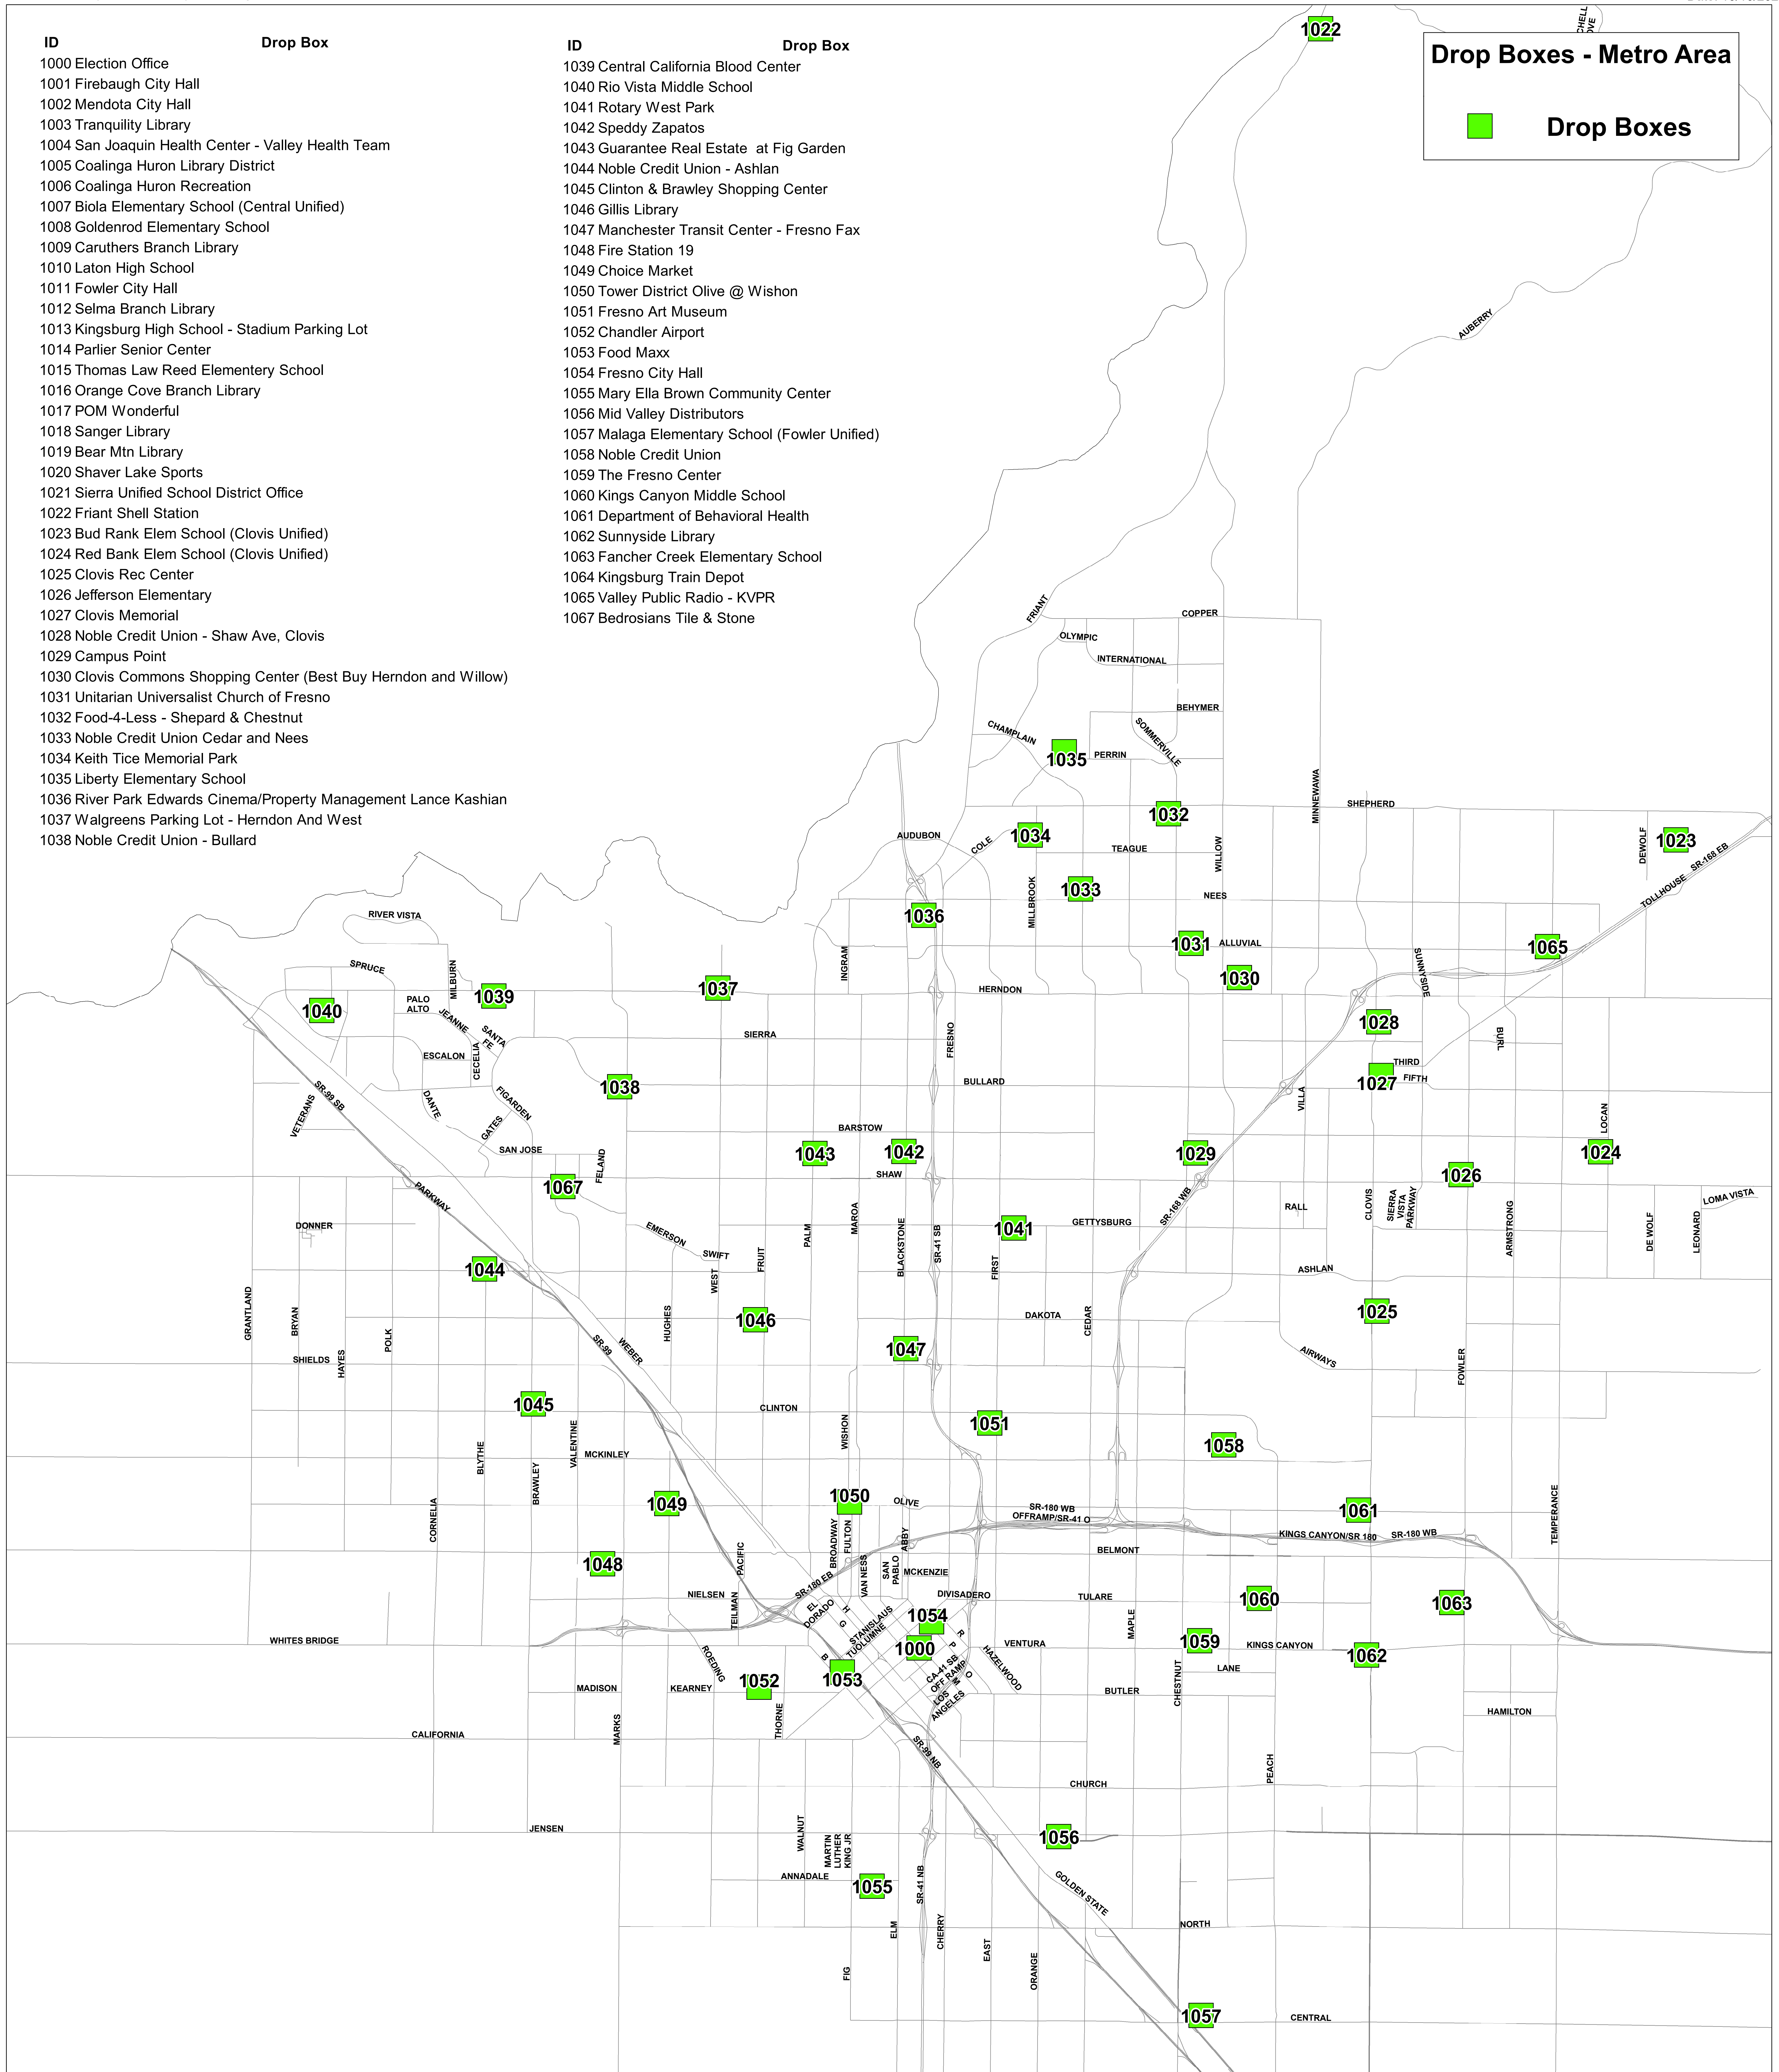 ID Drop Box
1000 Election Office
1001 Firebaugh City Hall
1002 Mendota City Hall
1003 Tranquility Library
1004 San Joaquin Health Center - Valley Health Team
1005 Coalinga Huron Library District
1006 Coalinga Huron Recreation
1007 Biola Elementary School (Central Unified)
1008 Goldenrod Elementary School
1009 Caruthers Branch Library
1010 Laton High School
1011 Fowler City Hall
1012 Selma Branch Library
1013 Kingsburg High School - Stadium Parking Lot
1014 Parlier Senior Center
1015 Thomas Law Reed Elementery School
1016 Orange Cove Branch Library
1017 POM Wonderful
1018 Sanger Library
1019 Bear Mtn Library
1020 Shaver Lake Sports
1021 Sierra Unified School District Office
1022 Friant Shell Station
1023 Bud Rank Elem School (Clovis Unified)
1024 Red Bank Elem School (Clovis Unified)
1025 Clovis Rec Center
1026 Jefferson Elementary
1027 Clovis Memorial
1028 Noble Credit Union - Shaw Ave, Clovis
1029 Campus Point
1030 Clovis Commons Shopping Center (Best Buy Herndon and Willow)
1031 Unitarian Universalist Church of Fresno
1032 Food-4-Less - Shepard & Chestnut
1033 Noble Credit Union Cedar and Nees
1034 Keith Tice Memorial Park
1035 Liberty Elementary School
1036 River Park Edwards Cinema/Property Management Lance Kashian
1037 Walgreens Parking Lot - Herndon And West
1038 Noble Credit Union - Bullard
ID Drop Box
1039 Central California Blood Center
1040 Rio Vista Middle School
1041 Rotary West Park
1042 Speddy Zapatos
1043 Guarantee Real Estate at Fig Garden
1044 Noble Credit Union - Ashlan
1045 Clinton & Brawley Shopping Center
1046 Gillis Library
1047 Manchester Transit Center - Fresno Fax
1048 Fire Station 19
1049 Choice Market
1050 Tower District Olive @ Wishon
1051 Fresno Art Museum
1052 Chandler Airport
1053 Food Maxx
1054 Fresno City Hall
1055 Mary Ella Brown Community Center
1056 Mid Valley Distributors
1057 Malaga Elementary School (Fowler Unified)
1058 Noble Credit Union
1059 The Fresno Center
1060 Kings Canyon Middle School
1061 Department of Behavioral Health
1062 Sunnyside Library
1063 Fancher Creek Elementary School
1064 Kingsburg Train Depot
1065 Valley Public Radio - KVPR
1067 Bedrosians Tile & Stone
Drop Boxes - Metro Area
Drop Boxes
1022
AUBERRY
FRIANT
COPPER
OLYMPIC
INTERNATIONAL
BEHYMER
CHAMPLAIN
SOMMERVILLE
1035
PERRIN
MINNEWAWA
SHEPHERD
1032
1034
AUDUBON
COLE
TEAGUE
WILLOW
DEWOLF
1023
SR-168 EB
TOLLHOUSE
1033
MILLBROOK
NEES
1036
RIVER VISTA
1031
ALLUVIAL
1065
INGRAM
1030
SUNNYSIDE
SPRUCE
MILBURN
1037
HERNDON
1039
1040
PALO
ALTO
JEANNE
SANTA
FE
SIERRA
FRESNO
1028
BURL
ESCALON
CECELIA
THIRD
1027
FIFTH
1038
BULLARD
VILLA
SR-99 SB
VETERANS
DANTE
FIGARDEN
GATES
LOCAN
BARSTOW
SAN JOSE
FELAND
1043
1042
1029
1024
SHAW
1026
1067
PARKWAY
SR-168 WB
RALL
CLOVIS
SIERRA
VISTA
PARKWAY
LOMA VISTA
DONNER
EMERSON
SWIFT
FRUIT
PALM
MAROA
BLACKSTONE
SR-41 SB
1041
GETTYSBURG
ARMSTRONG
DE WOLF
LEONARD
1044
WEST
FIRST
ASHLAN
GRANTLAND
BRYAN
HAYES
POLK
HUGHES
1046
DAKOTA
CEDAR
1025
SR-99
WEBER
1047
AIRWAYS
SHIELDS
FOWLER
1045
CLINTON
WISHON
1051
1058
BLYTHE
VALENTINE
MCKINLEY
BRAWLEY
1049
1050
OLIVE
SR-180 WB
OFFRAMP/SR-41 O
1061
CORNELIA
TEMPERANCE
KINGS CANYON/SR 180
SR-180 WB
BROADWAY
FULTON
ABBY
BELMONT
1048
PACIFIC
VAN NESS
SAN
PABLO
MCKENZIE
SR-180 EB
NIELSEN
TEILMAN
EL
DORADO
H
G
STANISLAUS
TUOLUMNE
DIVISADERO
TULARE
1060
1063
1054
MAPLE
R
P
O
M
WHITES BRIDGE
B
1000
VENTURA
1059
KINGS CANYON
1062
HAZELWOOD
ROEDING
1053
CA-41 SB
OFF RAMP
LANE
1052
MADISON
KEARNEY
LOS
ANGELES
BUTLER
CHESTNUT
THORNE
MARKS
HAMILTON
CALIFORNIA
SR-99 NB
PEACH
CHURCH
JENSEN
WALNUT
MARTIN
LUTHER
KING JR
1056
ANNADALE
1055
SR-41 NB
GOLDEN STATE
ELM
CHERRY
NORTH
EAST
ORANGE
FIG
1057
CENTRAL